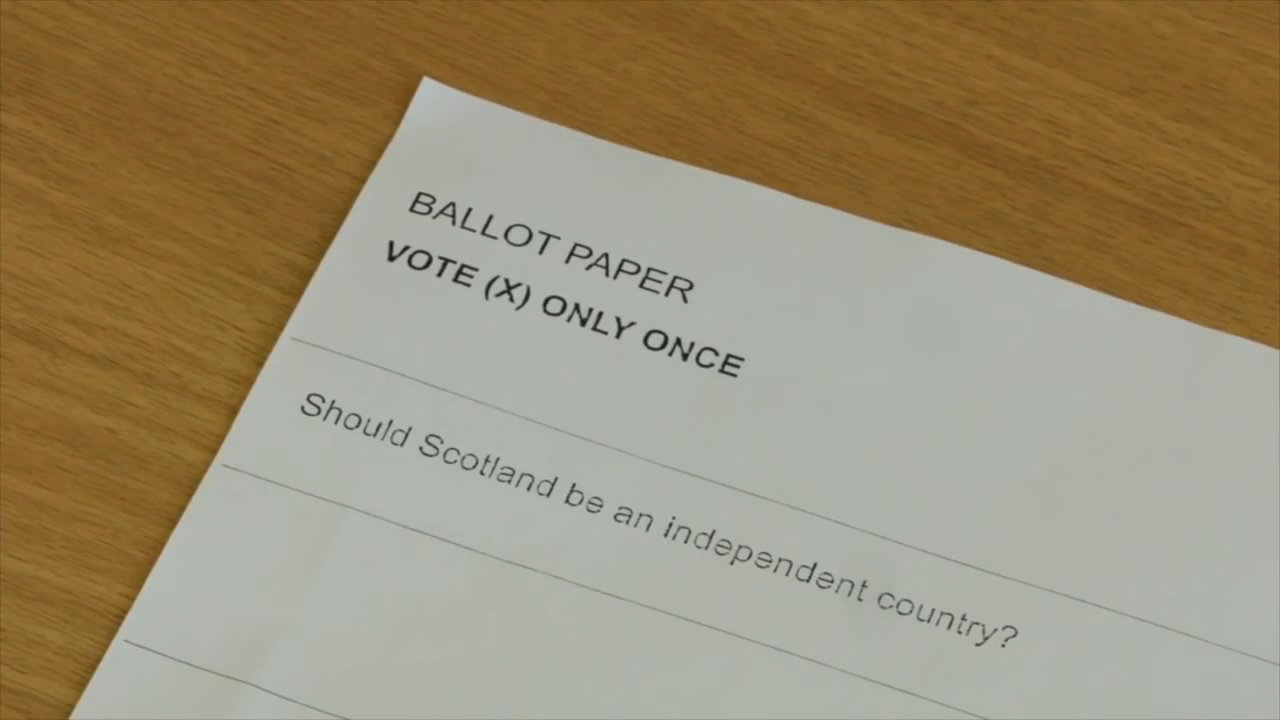 BALLOT PAPER
VOTE (X) ONLY ONCE
Should Scotland be an independent country?